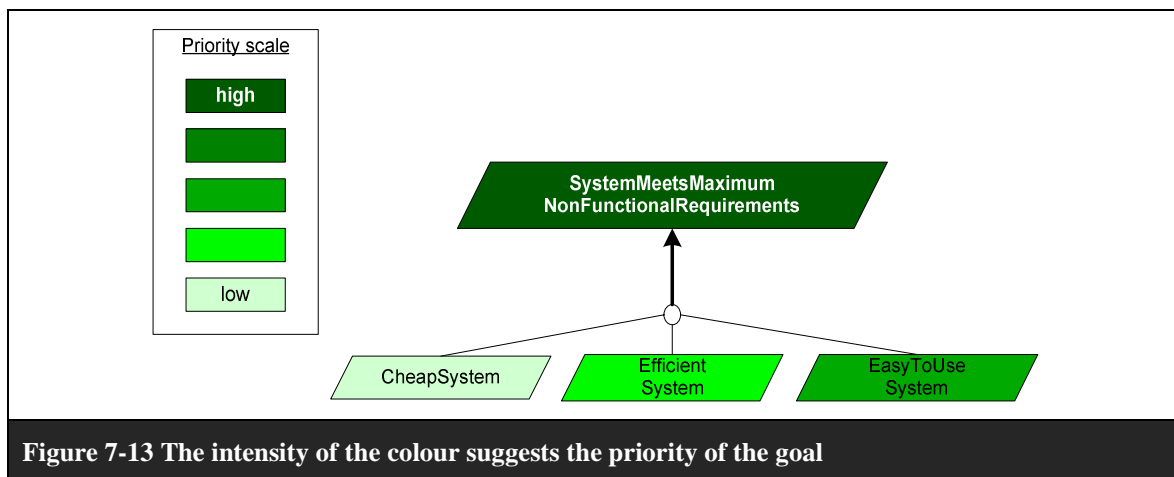 Priority scale
high
low
SystemMeetsMaximum
NonFunctionalRequirements
CheapSystem
Efficient
System
EasyToUse
System
Figure 7-13 The intensity of the colour suggests the priority of the goal